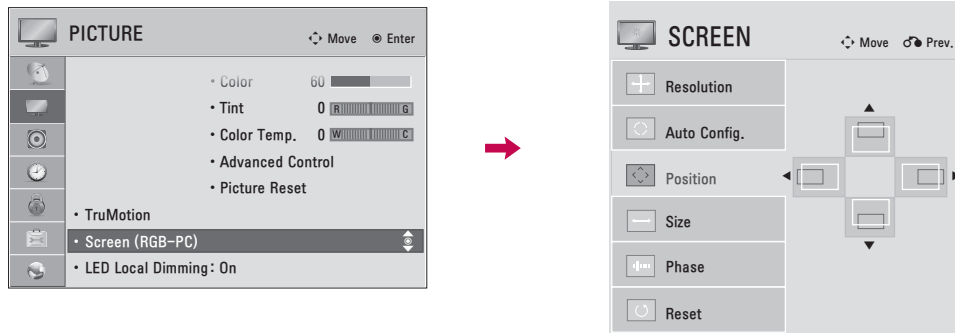 PICTURE
Move Enter
• Color 60
• Tint 0 R G
• Color Temp. 0 W C
• Advanced Control
• Picture Reset
• TruMotion
• Screen (RGB-PC)
• LED Local Dimming: On
SCREEN
Move Prev.
Resolution
Auto Config.
Position
Size
Phase
Reset